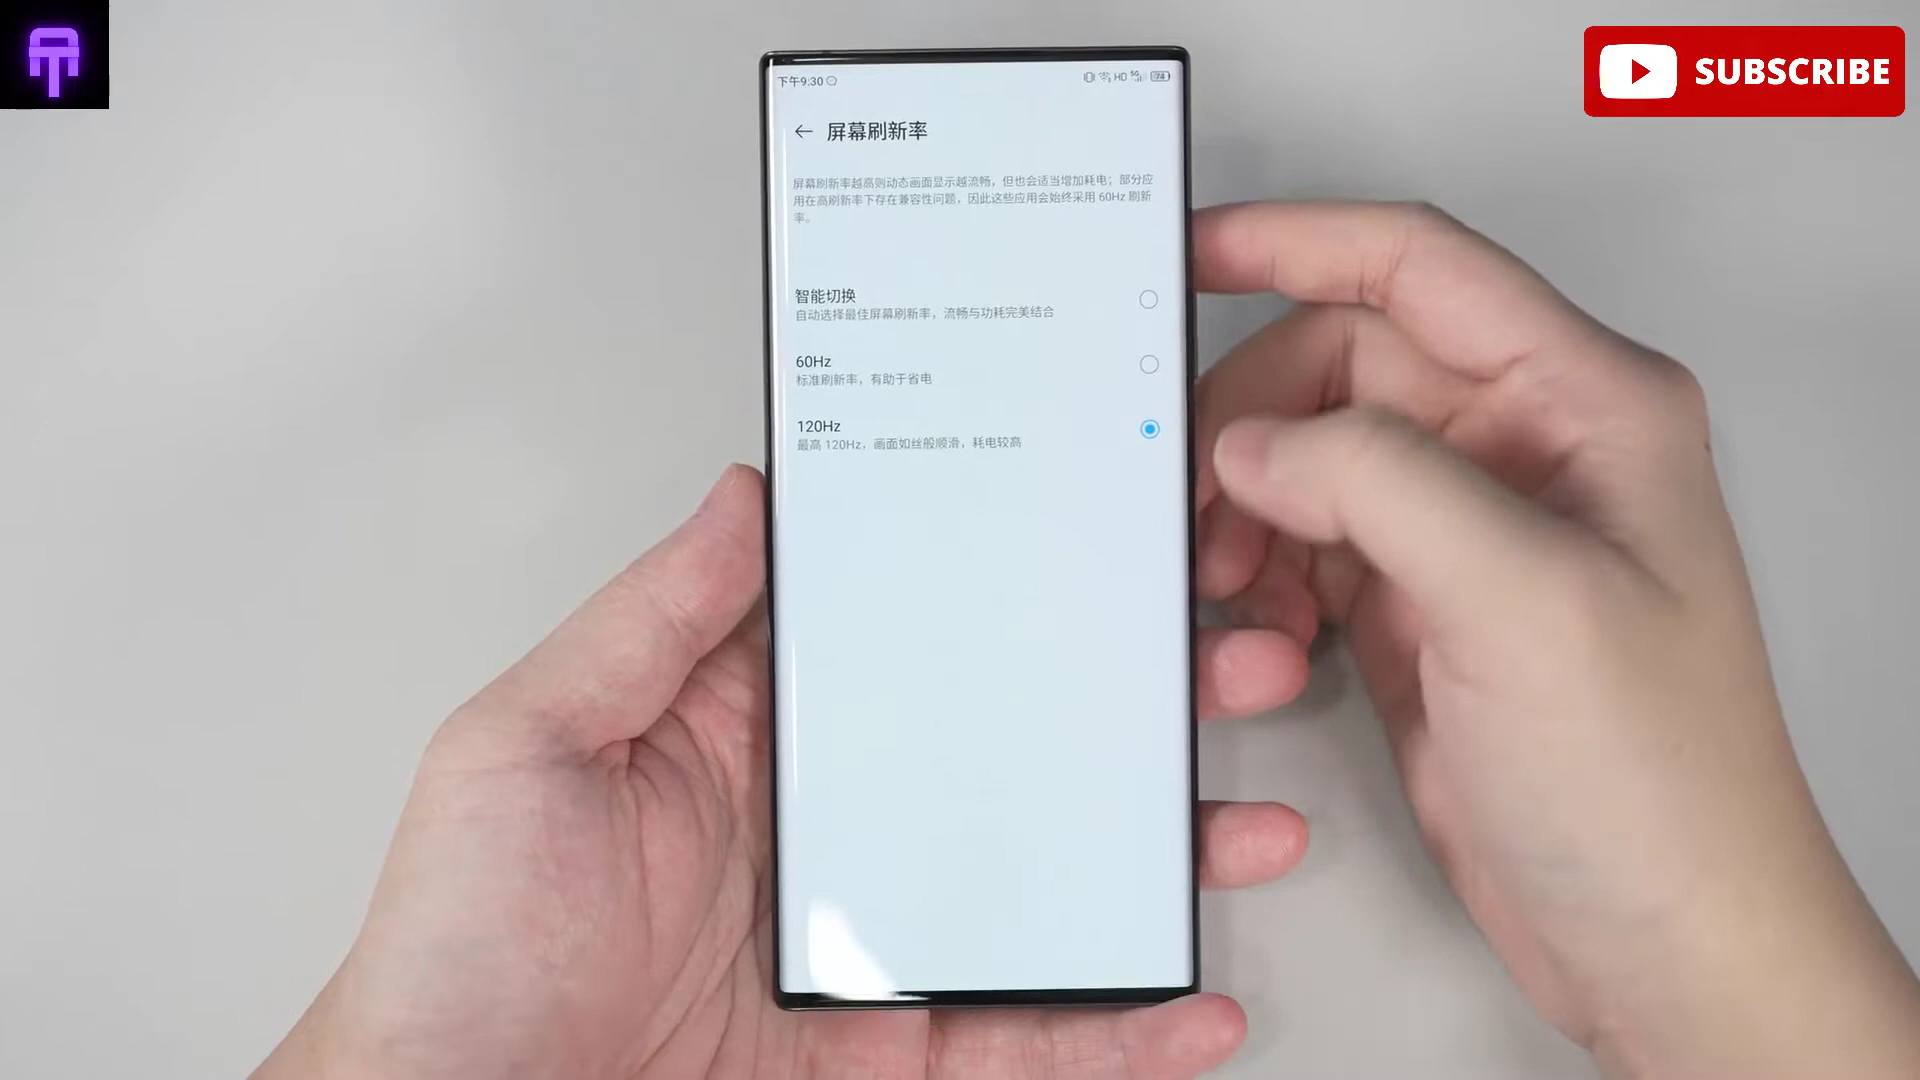 SUBSCRIBE
下午9:30
HD 5G 74
屏幕刷新率
屏幕刷新率越高则动态画面显示越流畅，但也会适当增加耗电；部分应
用在高刷新率下存在兼容性问题，因此这些应用会始终采用 60Hz 刷新
率。
智能切换
自动选择最佳屏幕刷新率，流畅与功耗完美结合
60Hz
标准刷新率，有助于省电
120Hz
最高 120Hz，画面如丝般顺滑，耗电较高